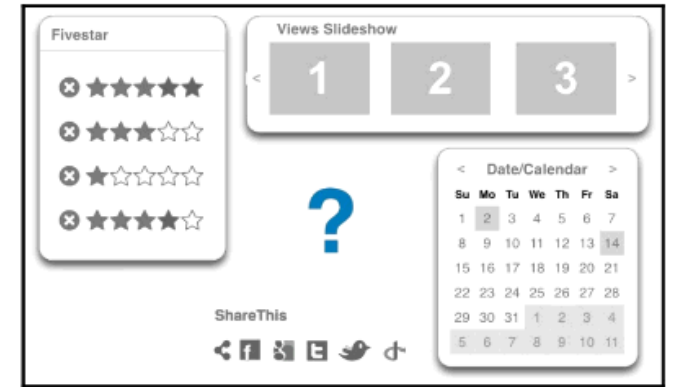 Fivestar
Views Slideshow
< 1 2 3 >
< Date/Calendar >
Su Mo Tu We Th Fr Sa
1 2 3 4 5 6 7
8 9 10 11 12 13 14
15 16 17 18 19 20 21
22 23 24 25 26 27 28
29 30 31 1 2 3 4
5 6 7 8 9 10 11
?
ShareThis